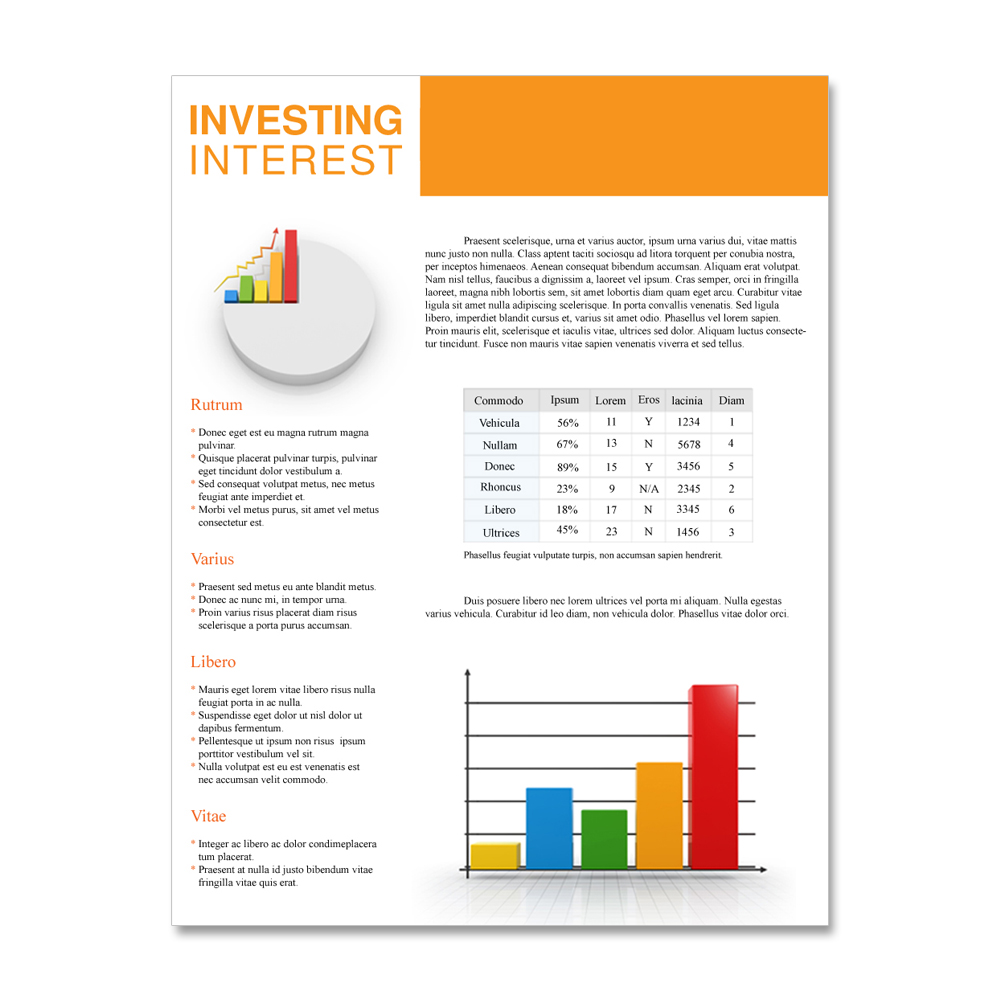 INVESTING
INTEREST
Rutrum
* Donec eget est eu magna rutrum magna
pulvinar.
* Quisque placerat pulvinar turpis, pulvinar
eget tincidunt dolor vestibulum a.
* Sed consequat volutpat metus, nec metus
feugiat ante imperdiet et.
* Morbi vel metus purus, sit amet vel metus
consectetur est.
Varius
* Praesent sed metus eu ante blandit metus.
* Donec ac nunc mi, in tempor urna.
* Proin varius risus placerat diam risus
scelerisque a porta purus accumsan.
Libero
* Mauris eget lorem vitae libero risus nulla
feugiat porta in ac nulla.
* Suspendisse eget dolor ut nisl dolor ut
dapibus fermentum.
* Pellentesque ut ipsum non risus ipsum
porttitor vestibulum vel sit.
* Nulla volutpat est eu est venenatis est
nec accumsan velit commodo.
Vitae
* Integer ac libero ac dolor condimeplacera
tum placerat.
* Praesent at nulla id justo bibendum vitae
fringilla vitae quis erat.
Praesent scelerisque, urna et varius auctor, ipsum urna varius dui, vitae mattis
nunc justo non nulla. Class aptent taciti sociosqu ad litora torquent per conubia nostra,
per inceptos himenaeos. Aenean consequat bibendum accumsan. Aliquam erat volutpat.
Nam nisl tellus, faucibus a dignissim a, laoreet vel ipsum. Cras semper, orci in fringilla
laoreet, magna nibh lobortis sem, sit amet lobortis diam quam eget arcu. Curabitur vitae
ligula sit amet nulla adipiscing scelerisque. In porta convallis venenatis. Sed ligula
libero, imperdiet blandit cursus et, varius sit amet odio. Phasellus vel lorem sapien.
Proin mauris elit, scelerisque et iaculis vitae, ultrices sed dolor. Aliquam luctus consecte-
tur tincidunt. Fusce non mauris vitae sapien venenatis viverra et sed tellus.
Commodo Ipsum Lorem Eros lacinia Diam
Vehicula 56% 11 Y 1234 1
Nullam 67% 13 N 5678 4
Donec 89% 15 Y 3456 5
Rhoncus 23% 9 N/A 2345 2
Libero 18% 17 N 3345 6
Ultrices 45% 23 N 1456 3
Phasellus feugiat vulputate turpis, non accumsan sapien hendrerit.
Duis posuere libero nec lorem ultrices vel porta mi aliquam. Nulla egestas
varius vehicula. Curabitur id leo diam, non vehicula dolor. Phasellus vitae dolor orci.